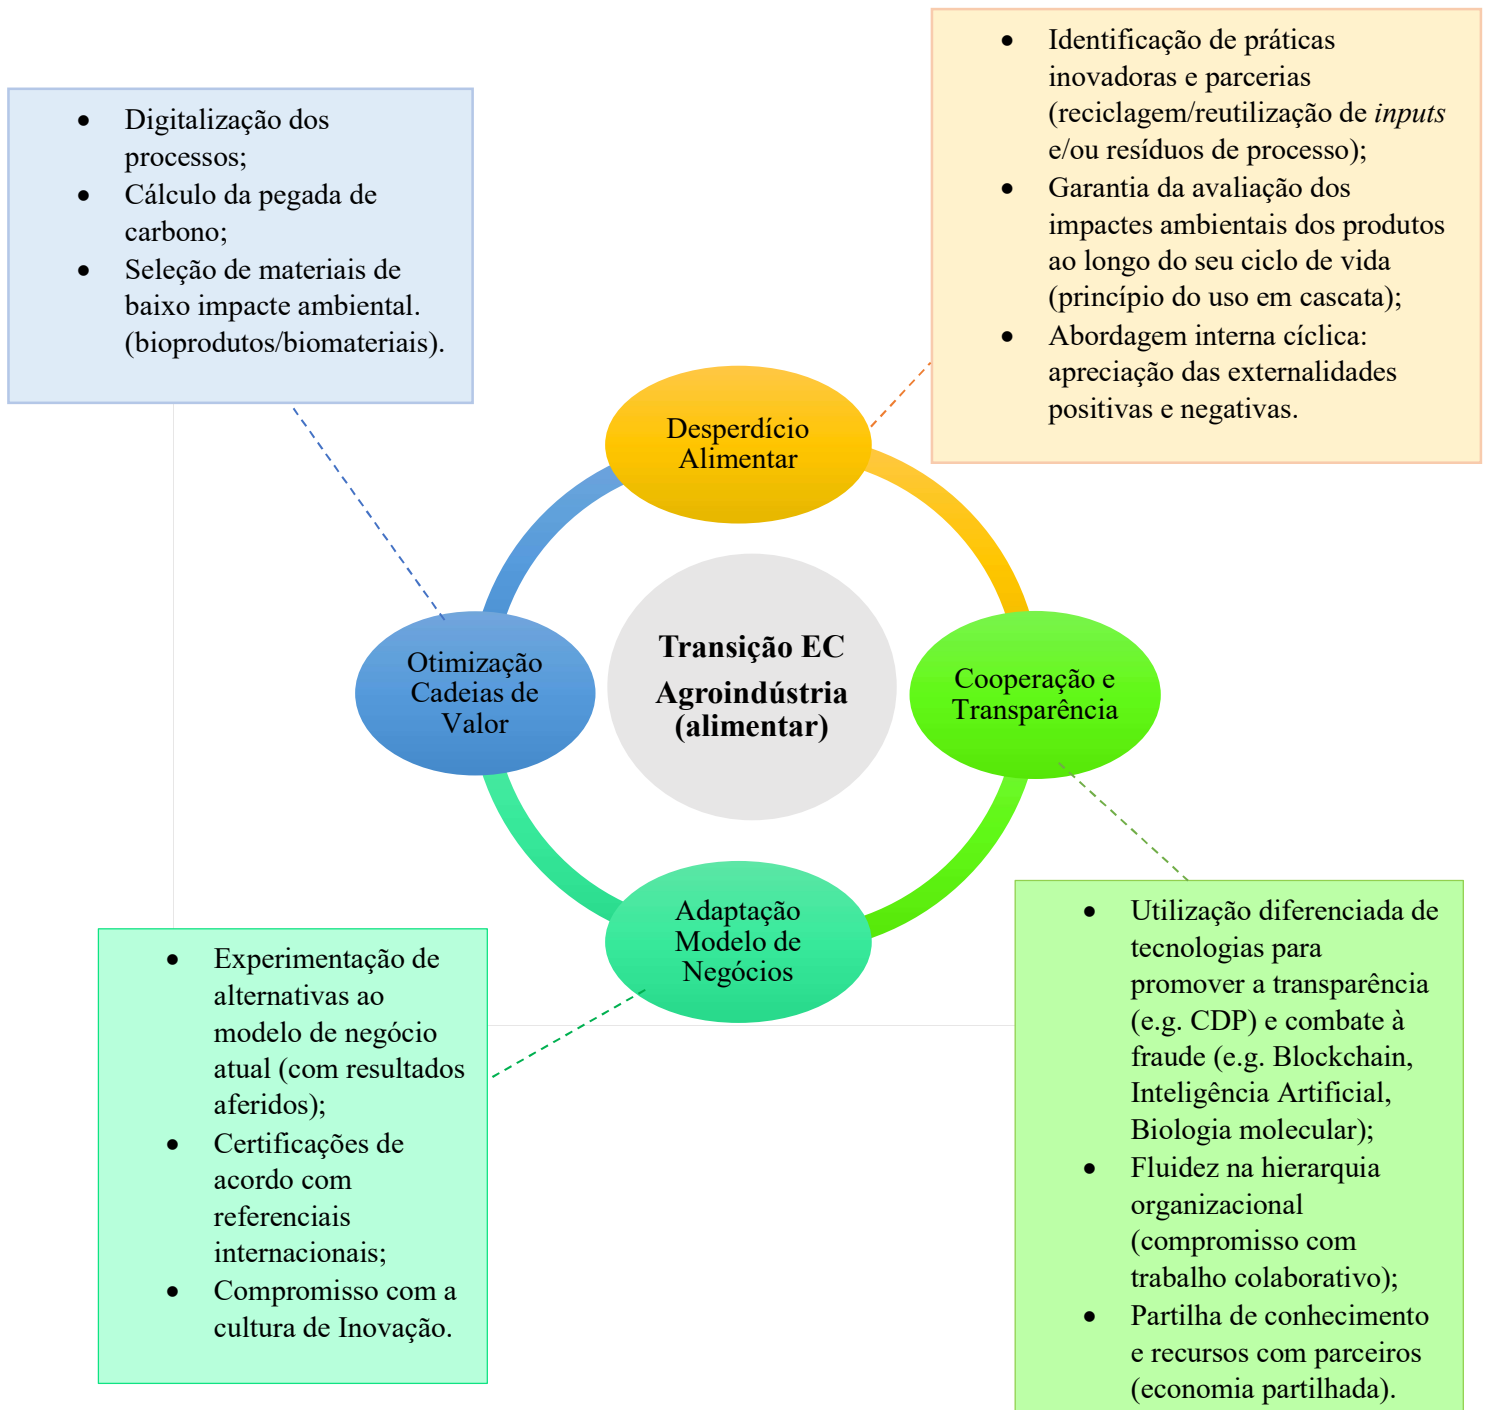 • Digitalização dos
processos;
• Cálculo da pegada de
carbono;
• Seleção de materiais de
baixo impacte ambiental.
(bioprodutos/biomateriais).
• Identificação de práticas
inovadoras e parcerias
(reciclagem/reutilização de inputs
e/ou resíduos de processo);
• Garantia da avaliação dos
impactes ambientais dos produtos
ao longo do seu ciclo de vida
(princípio do uso em cascata);
• Abordagem interna cíclica:
apreciação das externalidades
positivas e negativas.
Desperdício
Alimentar
Otimização
Cadeias de
Valor
Transição EC
Agroindústria
(alimentar)
Cooperação e
Transparência
Adaptação
Modelo de
Negócios
• Experimentação de
alternativas ao
modelo de negócio
atual (com resultados
aferidos);
• Certificações de
acordo com
referenciais
internacionais;
• Compromisso com a
cultura de Inovação.
• Utilização diferenciada de
tecnologias para
promover a transparência
(e.g. CDP) e combate à
fraude (e.g. Blockchain,
Inteligência Artificial,
Biologia molecular);
• Fluidez na hierarquia
organizacional
(compromisso com
trabalho colaborativo);
• Partilha de conhecimento
e recursos com parceiros
(economia partilhada).